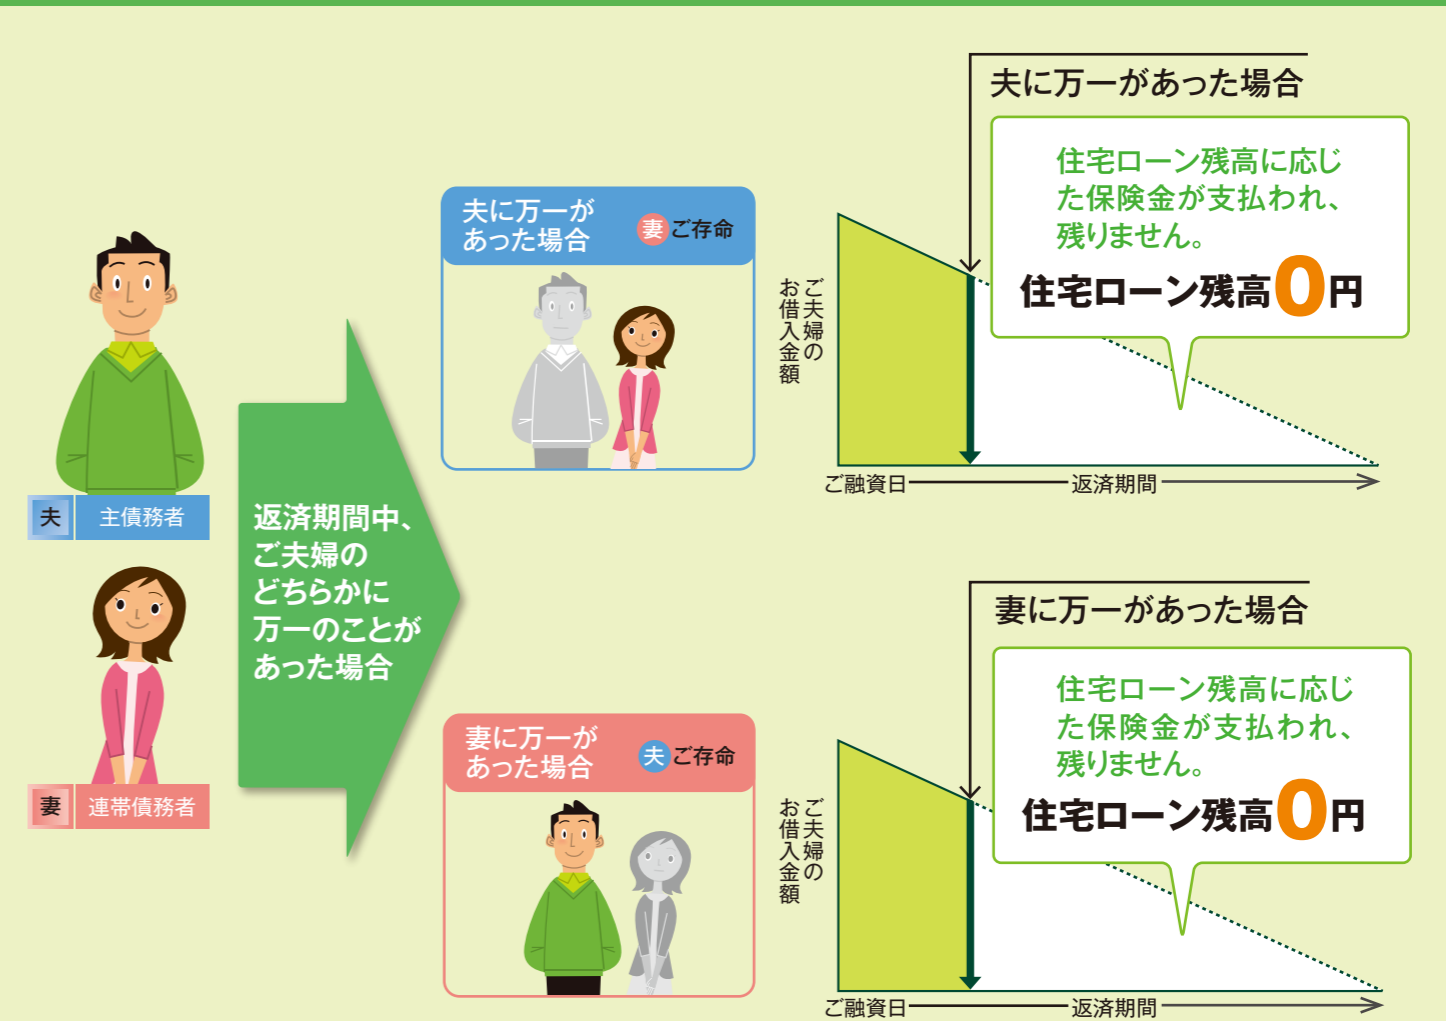 夫 主債務者
妻 連帯債務者
返済期間中、
ご夫婦の
どちらかに
万一のことが
あった場合
夫に万一が
あった場合
妻 ご存命
夫に万一があった場合
住宅ローン残高に応じ
た保険金が支払われ、
残りません。
住宅ローン残高0円
ご夫婦の
お借入金額
ご融資日
返済期間
妻に万一が
あった場合
夫 ご存命
妻に万一があった場合
住宅ローン残高に応じ
た保険金が支払われ、
残りません。
住宅ローン残高0円
ご夫婦の
お借入金額
ご融資日
返済期間